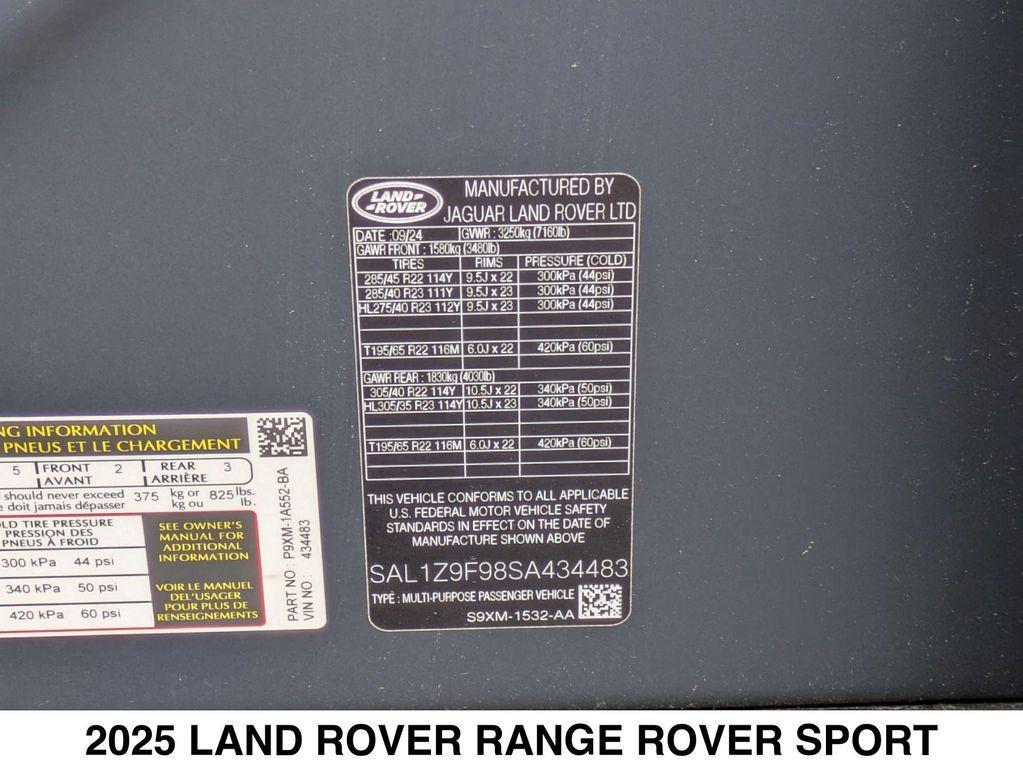 LAND-
-ROVER
MANUFACTURED BY
JAGUAR LAND ROVER LTD
DATE :09/24 GVWR : 3250kg (7160lb)
GAWR FRONT : 1580kg (3480lb)
TIRES RIMS PRESSURE (COLD)
285/45 R22 114Y 9.5J x 22 300kPa (44psi)
285/40 R23 111Y 9.5J x 23 300kPa (44psi)
HL275/40 R23 112Y 9.5J x 23 300kPa (44psi)
T195/65 R22 116M 6.0J x 22 420kPa (60psi)
GAWR REAR : 1830kg (4030lb)
305/40 R22 114Y 10.5J x 22 340kPa (50psi)
HL305/35 R23 114Y 10.5J x 23 340kPa (50psi)
T195/65 R22 116M 6.0J x 22 420kPa (60psi)
THIS VEHICLE CONFORMS TO ALL APPLICABLE
U.S. FEDERAL MOTOR VEHICLE SAFETY
STANDARDS IN EFFECT ON THE DATE OF
MANUFACTURE SHOWN ABOVE
SAL1Z9F98SA434483
TYPE : MULTI-PURPOSE PASSENGER VEHICLE
S9XM-1532-AA
NG INFORMATION
PNEUS ET LE CHARGEMENT
5 FRONT 2 REAR 3
AVANT ARRIÈRE
should never exceed 375 kg or 825 lbs.
e doit jamais dépasser kg ou lb.
OLD TIRE PRESSURE
PRESSION DES
PNEUS À FROID
300 kPa 44 psi
340 kPa 50 psi
420 kPa 60 psi
SEE OWNER'S
MANUAL FOR
ADDITIONAL
INFORMATION
VOIR LE MANUEL
DEL'USAGER
POUR PLUS DE
RENSEIGNEMENTS
PART NO : P9XM-1A552-BA
VIN NO : 434483
2025 LAND ROVER RANGE ROVER SPORT